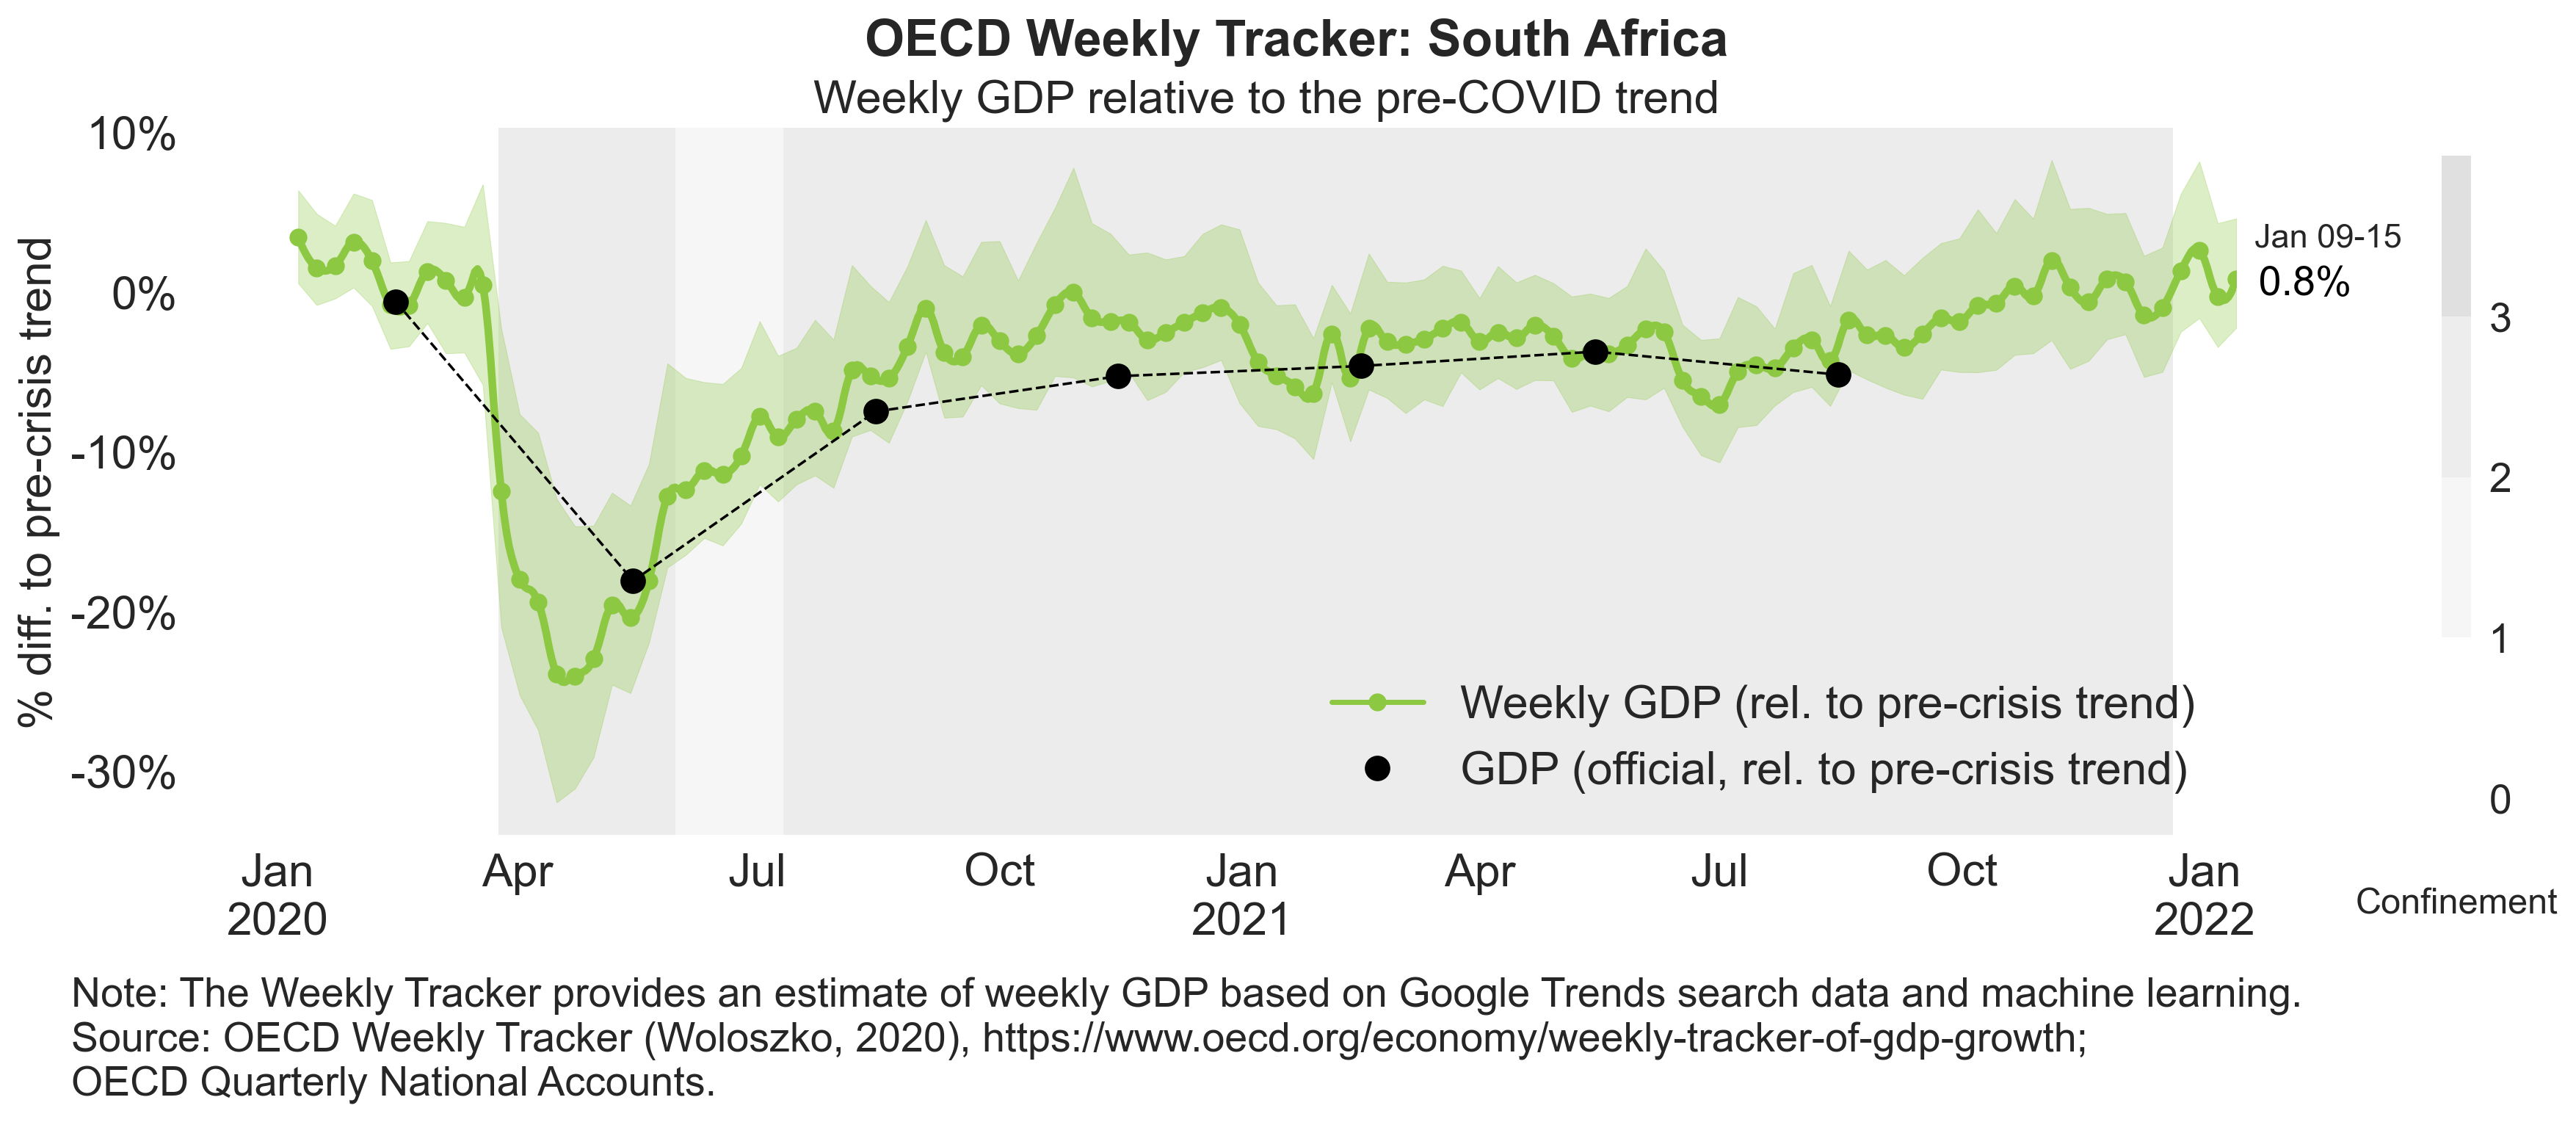 OECD Weekly Tracker: South Africa
Weekly GDP relative to the pre-COVID trend
% diff. to pre-crisis trend
10%
0%
-10%
-20%
-30%
Jan 09-15
0.8%
3
2
1
0
Confinement
Weekly GDP (rel. to pre-crisis trend)
GDP (official, rel. to pre-crisis trend)
Jan Apr Jul Oct Jan Apr Jul Oct Jan
2020 2021 2022
Note: The Weekly Tracker provides an estimate of weekly GDP based on Google Trends search data and machine learning.
Source: OECD Weekly Tracker (Woloszko, 2020), https://www.oecd.org/economy/weekly-tracker-of-gdp-growth;
OECD Quarterly National Accounts.